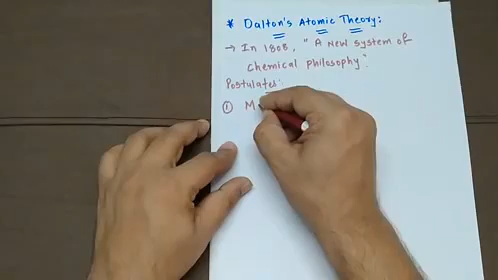 * Dalton's Atomic Theory:
→ In 1808, "A New system of
Chemical philosophy".
Postulates:
① M